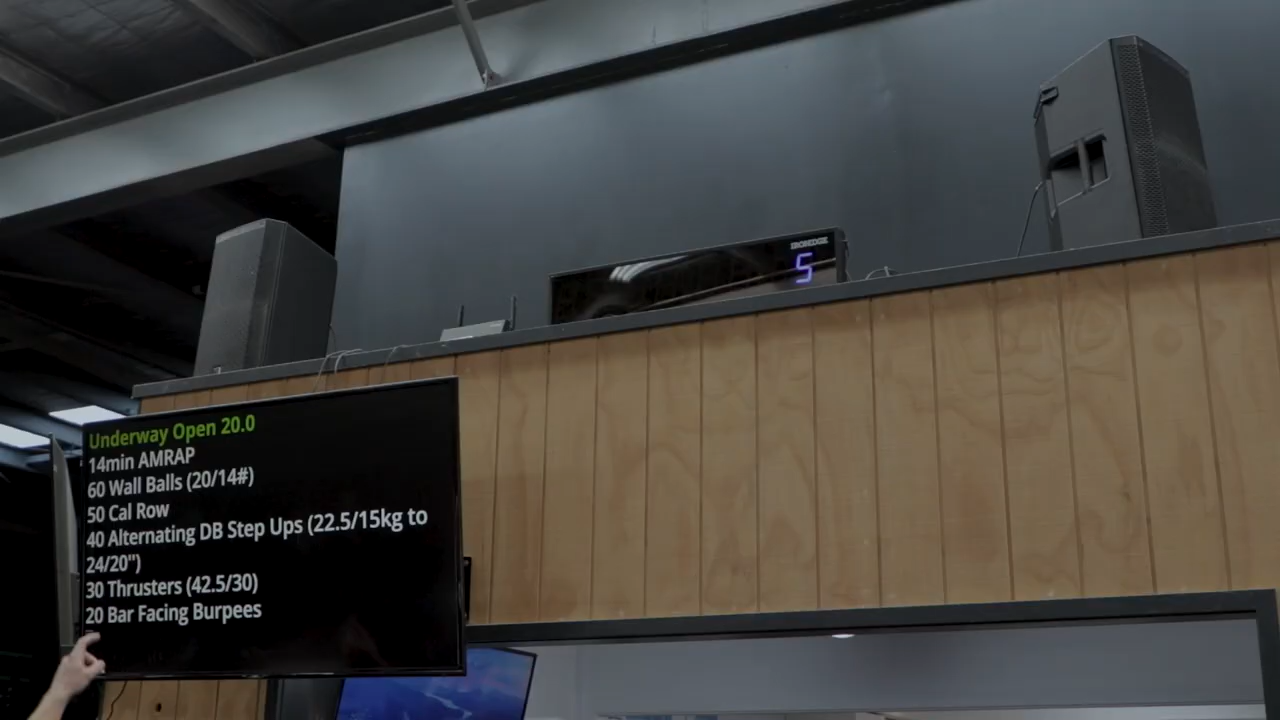 IRONEDGE
5
Underway Open 20.0
14min AMRAP
60 Wall Balls (20/14#)
50 Cal Row
40 Alternating DB Step Ups (22.5/15kg to
24/20")
30 Thrusters (42.5/30)
20 Bar Facing Burpees